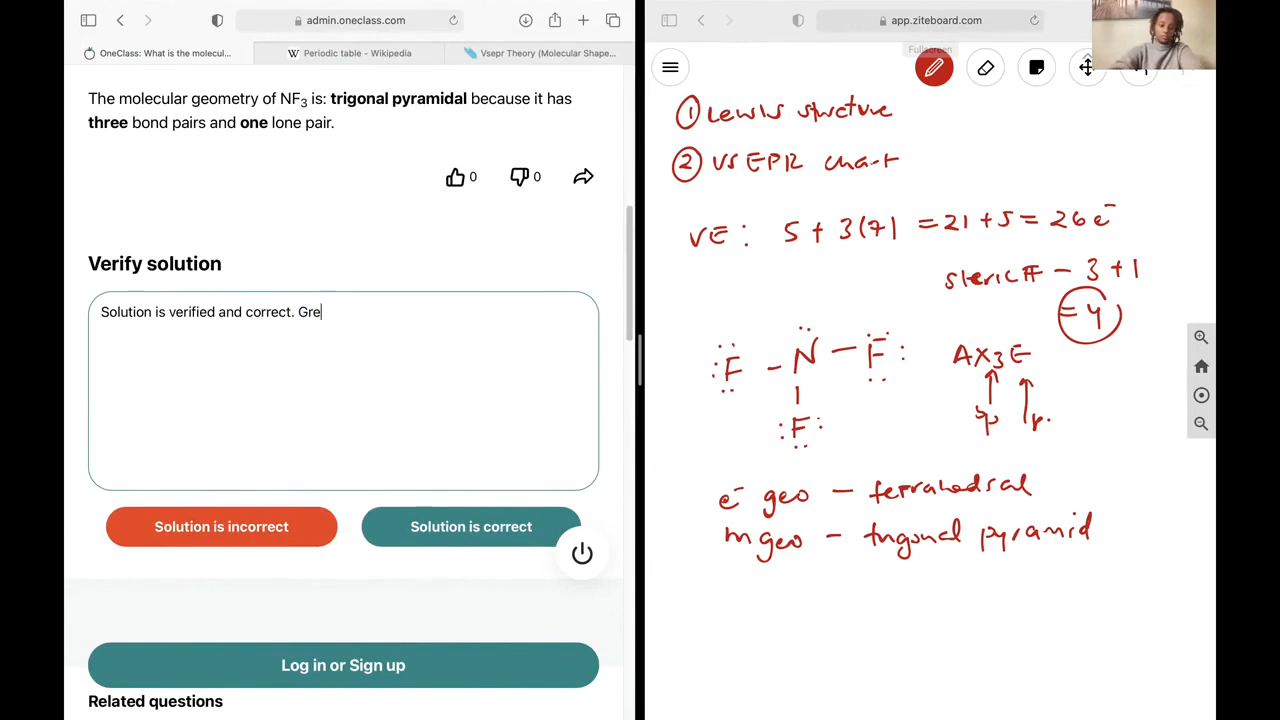 admin.oneclass.com
OneClass: What is the molecul...
Periodic table - Wikipedia
Vsepr Theory (Molecular Shape...
The molecular geometry of NF3 is: trigonal pyramidal because it has
three bond pairs and one lone pair.
0
0
Verify solution
Solution is verified and correct. Gre
Solution is incorrect
Solution is correct
Log in or Sign up
Related questions
app.ziteboard.com
Fullscreen
① Lewis structure
② VSEPR chart
VE: 5 + 3(7) = 21 + 5 = 26 e⁻
steric # - 3 + 1
= 4
F - N - F
F
AX3E
e⁻ geo - tetrahedral
m geo - trigonal pyramid